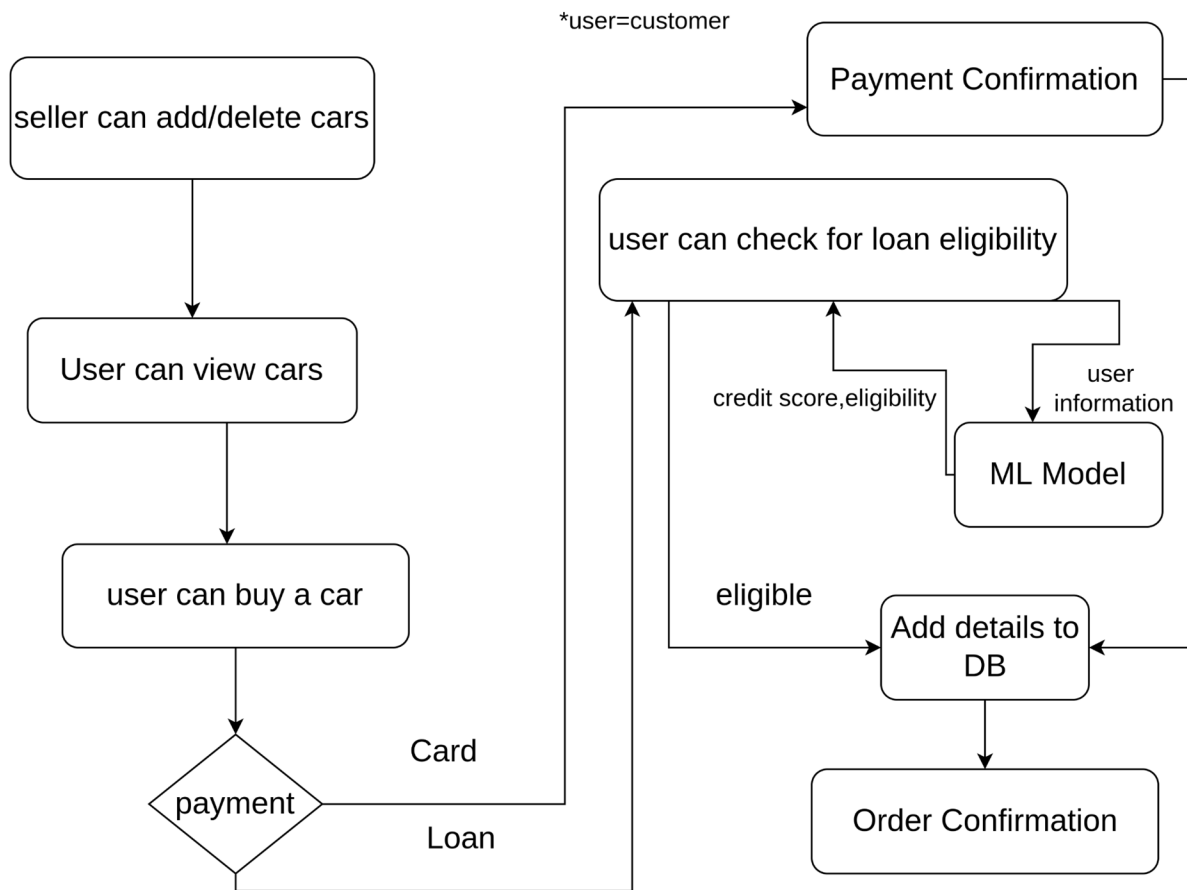 *user=customer
Payment Confirmation
seller can add/delete cars
user can check for loan eligibility
User can view cars
credit score,eligibility
user
information
ML Model
user can buy a car
eligible
Add details to
DB
Card
payment
Loan
Order Confirmation